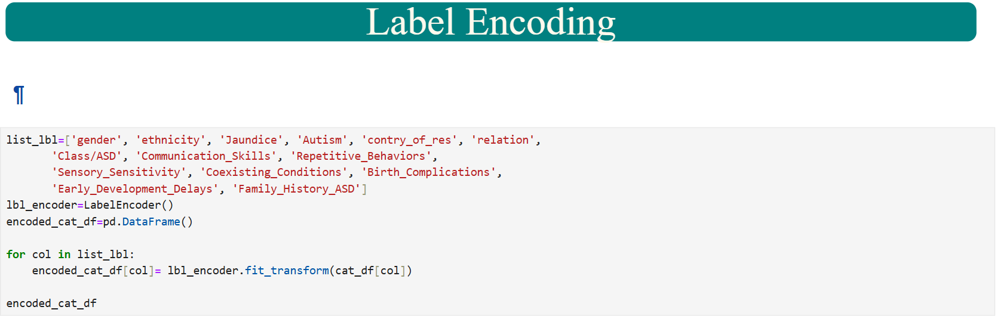 Label Encoding
¶
list_lbl=['gender', 'ethnicity', 'Jaundice', 'Autism', 'contry_of_res', 'relation',
       'Class/ASD', 'Communication_Skills', 'Repetitive_Behaviors',
       'Sensory_Sensitivity', 'Coexisting_Conditions', 'Birth_Complications',
       'Early_Development_Delays', 'Family_History_ASD']
lbl_encoder=LabelEncoder()
encoded_cat_df=pd.DataFrame()
for col in list_lbl:
    encoded_cat_df[col]= lbl_encoder.fit_transform(cat_df[col])
encoded_cat_df